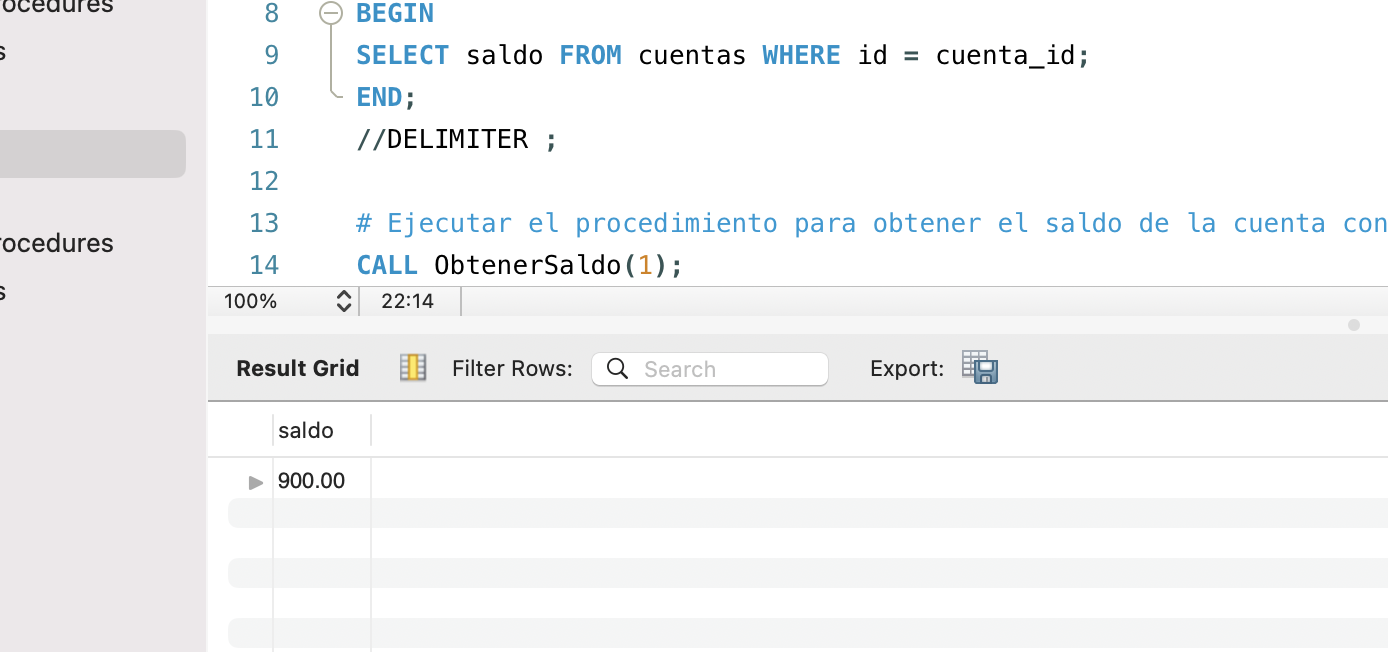 8 BEGIN
9 SELECT saldo FROM cuentas WHERE id = cuenta_id;
10 END;
11 //DELIMITER ;
12
13 # Ejecutar el procedimiento para obtener el saldo de la cuenta con
14 CALL ObtenerSaldo(1);
rocedures
s
rocedures
s
100% 22:14
Result Grid Filter Rows: Search Export:
saldo
900.00